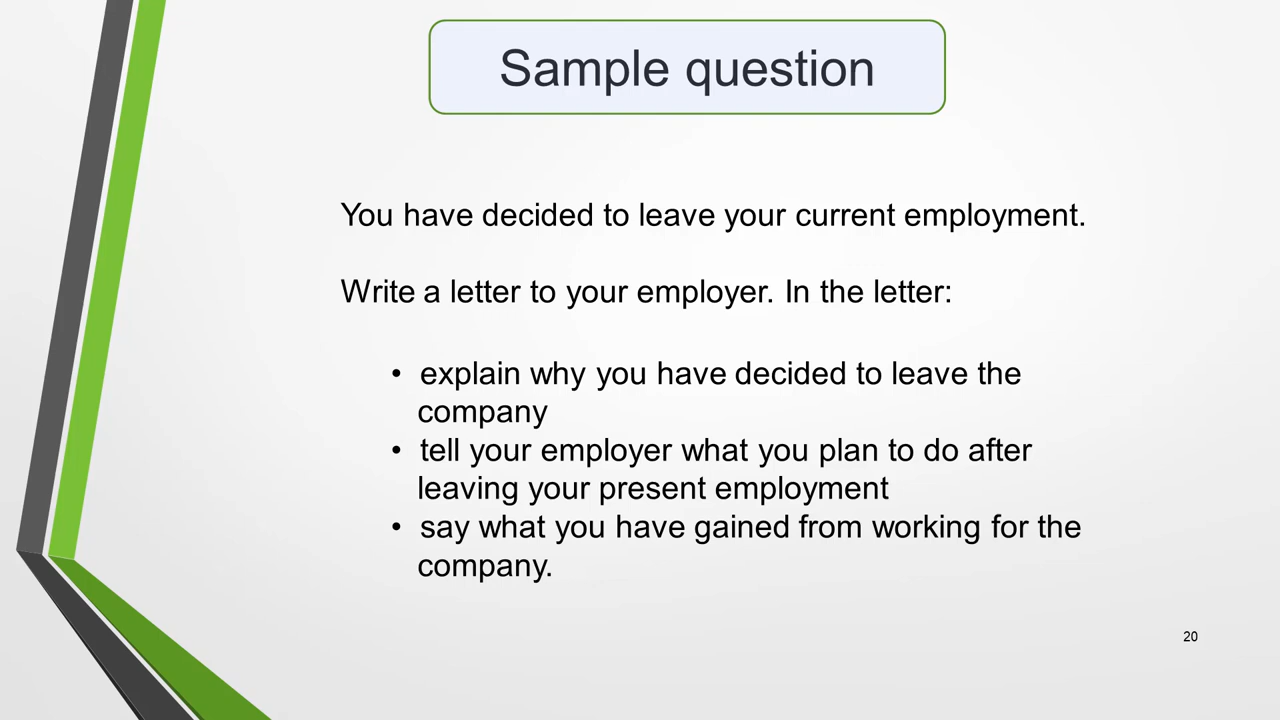 Sample question
You have decided to leave your current employment.
Write a letter to your employer. In the letter:
• explain why you have decided to leave the
company
• tell your employer what you plan to do after
leaving your present employment
• say what you have gained from working for the
company.
20